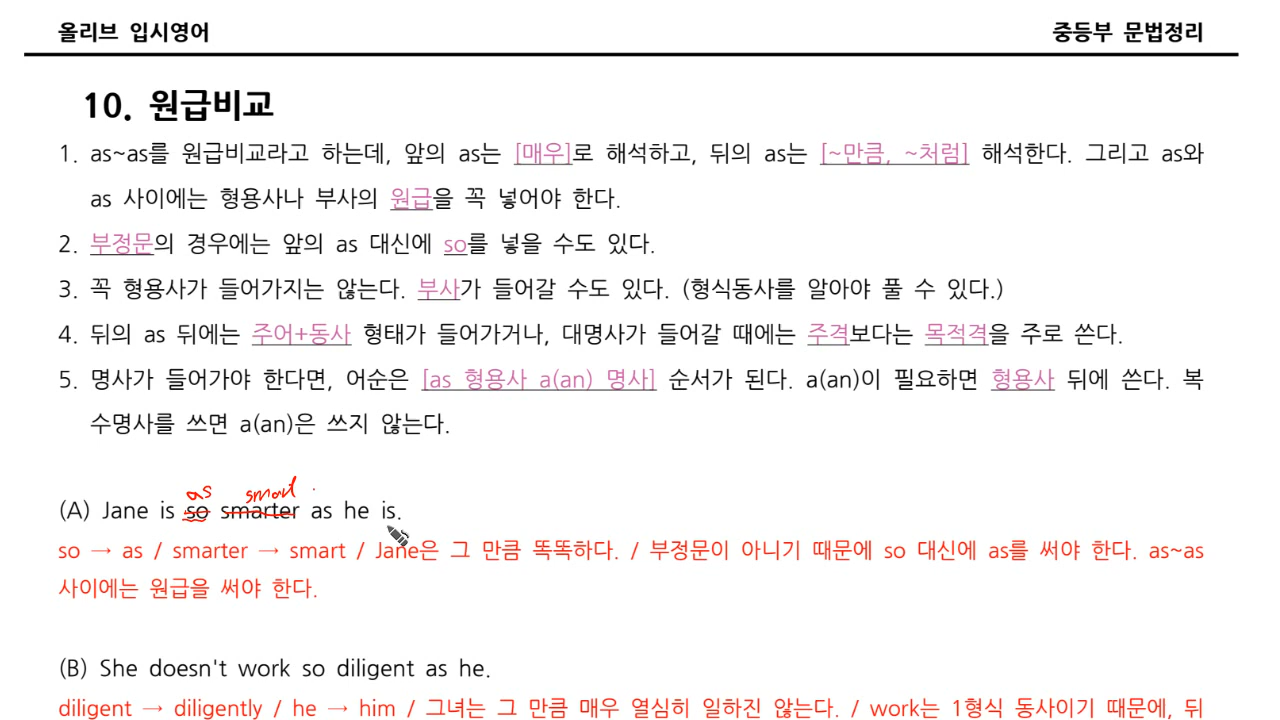 올리브 입시영어 중등부 문법정리
10. 원급비교
1. as~as를 원급비교라고 하는데, 앞의 as는 [매우]로 해석하고, 뒤의 as는 [~만큼, ~처럼] 해석한다. 그리고 as와
as 사이에는 형용사나 부사의 원급을 꼭 넣어야 한다.
2. 부정문의 경우에는 앞의 as 대신에 so를 넣을 수도 있다.
3. 꼭 형용사가 들어가지는 않는다. 부사가 들어갈 수도 있다. (형식동사를 알아야 풀 수 있다.)
4. 뒤의 as 뒤에는 주어+동사 형태가 들어가거나, 대명사가 들어갈 때에는 주격보다는 목적격을 주로 쓴다.
5. 명사가 들어가야 한다면, 어순은 [as 형용사 a(an) 명사] 순서가 된다. a(an)이 필요하면 형용사 뒤에 쓴다. 복
수명사를 쓰면 a(an)은 쓰지 않는다.
as smart
(A) Jane is so smarter as he is.
so → as / smarter → smart / Jane은 그 만큼 똑똑하다. / 부정문이 아니기 때문에 so 대신에 as를 써야 한다. as~as
사이에는 원급을 써야 한다.
(B) She doesn't work so diligent as he.
diligent → diligently / he → him / 그녀는 그 만큼 매우 열심히 일하진 않는다. / work는 1형식 동사이기 때문에, 뒤